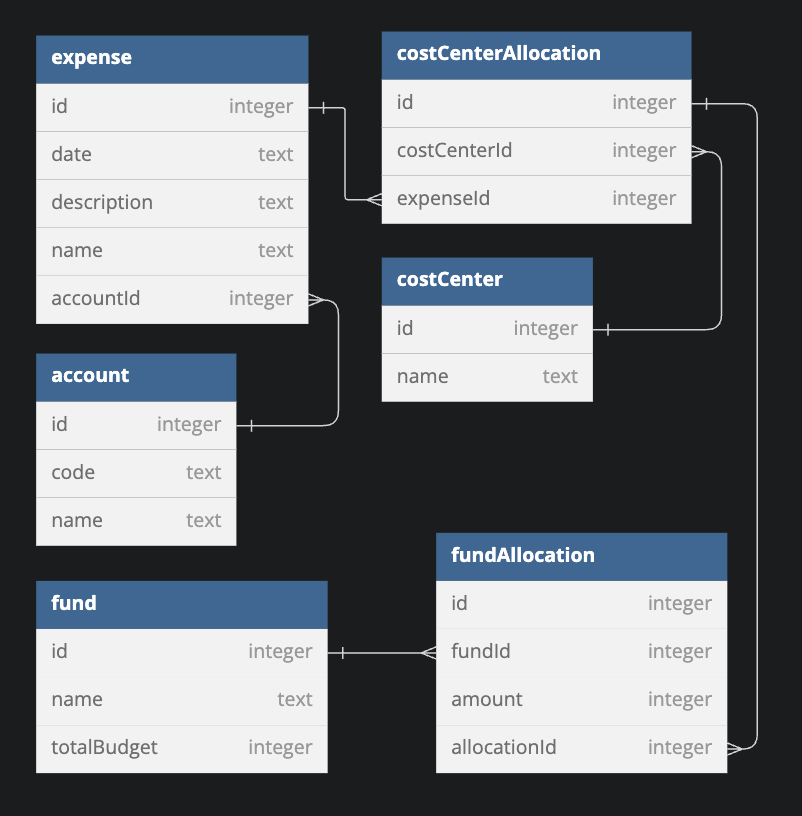 expense
id integer
date text
description text
name text
accountId integer
account
id integer
code text
name text
fund
id integer
name text
totalBudget integer
costCenterAllocation
id integer
costCenterId integer
expenseId integer
costCenter
id integer
name text
fundAllocation
id integer
fundId integer
amount integer
allocationId integer